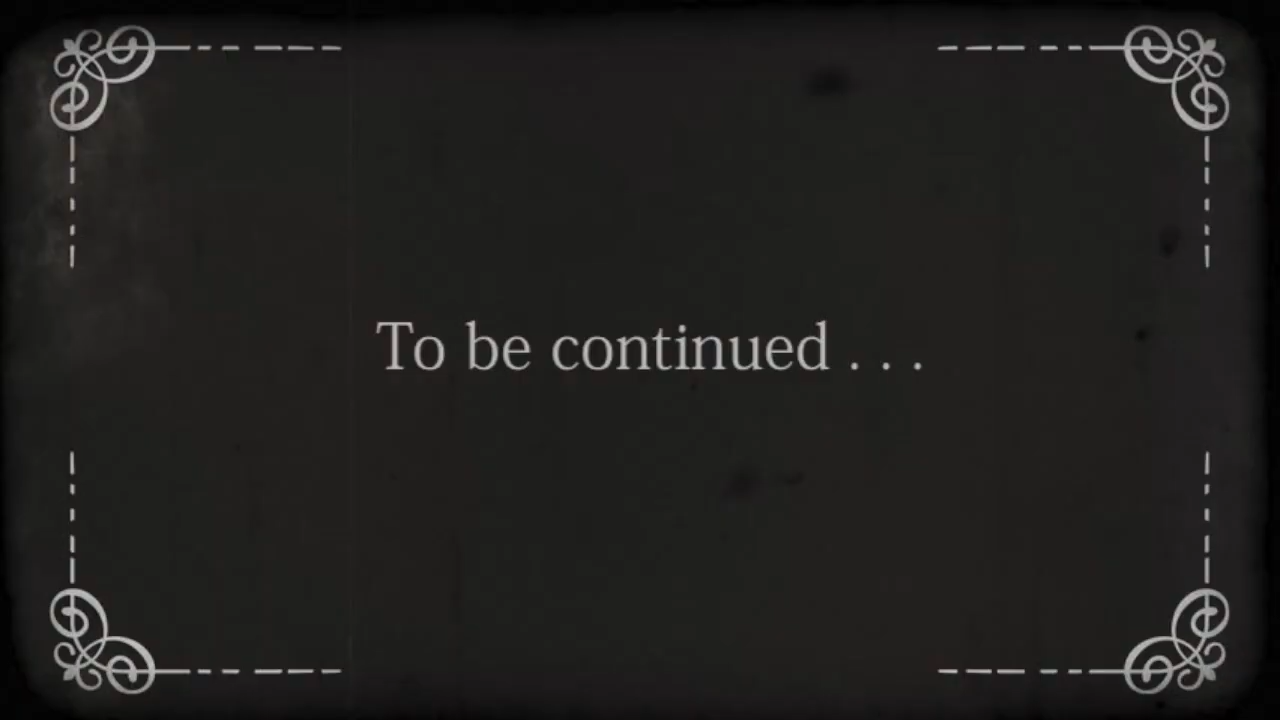 To be continued . . .